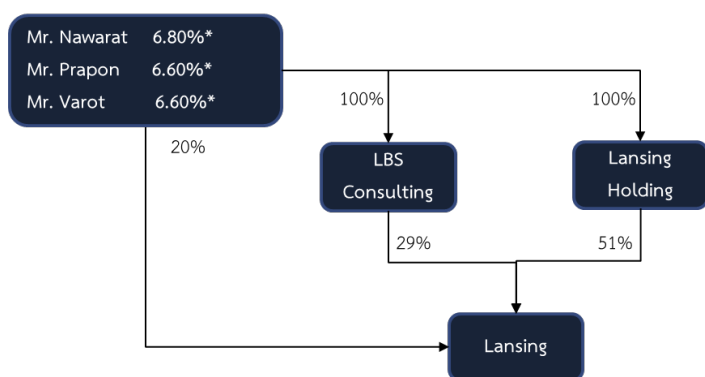 Mr. Nawarat 6.80%*
Mr. Prapon 6.60%*
Mr. Varot 6.60%*
100%
100%
20%
LBS
Consulting
Lansing
Holding
29%
51%
Lansing